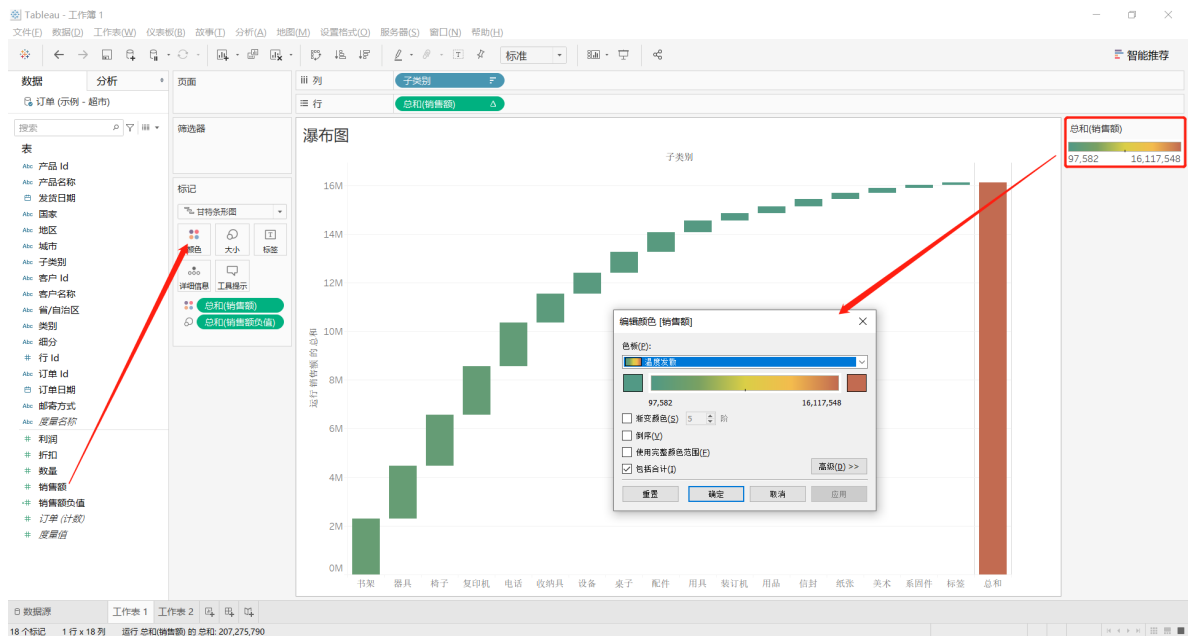 Tableau - 工作簿 1
文件(F) 数据(D) 工作表(W) 仪表板(B) 故事(T) 分析(A) 地图(M) 设置格式(O) 服务器(S) 窗口(N) 帮助(H)
标准
智能推荐
数据 分析
页面
列 子类别
订单 (示例 - 超市)
行 总和(销售额)
搜索
筛选器
瀑布图
总和(销售额)
97,582 16,117,548
表
Abc 产品 Id
Abc 产品名称
发货日期
Abc 国家
Abc 地区
Abc 城市
Abc 子类别
Abc 客户 Id
Abc 客户名称
Abc 省/自治区
Abc 类别
Abc 细分
行 Id
Abc 订单 Id
订单日期
Abc 邮寄方式
Abc 度量名称
利润
折扣
数量
销售额
销售额负值
订单 (计数)
度量值
标记
甘特条形图
颜色 大小 标签
详细信息 工具提示
总和(销售额)
总和(销售额负值)
子类别
运行 销售额 的 总和
16M
14M
12M
10M
8M
6M
4M
2M
0M
书架 器具 椅子 复印机 电话 收纳具 设备 桌子 配件 用具 装订机 用品 信封 纸张 美术 系固件 标签 总和
编辑颜色 [销售额]
色板(P):
温度发散
97,582 16,117,548
渐变颜色(S) 5 阶
倒序(V)
使用完整颜色范围(F)
包括合计(I)
高级(D) >>
重置 确定 取消 应用
数据源 工作表 1 工作表 2
18 个标记 1 行 x 18 列 运行 总和(销售额) 的 总和: 207,275,790